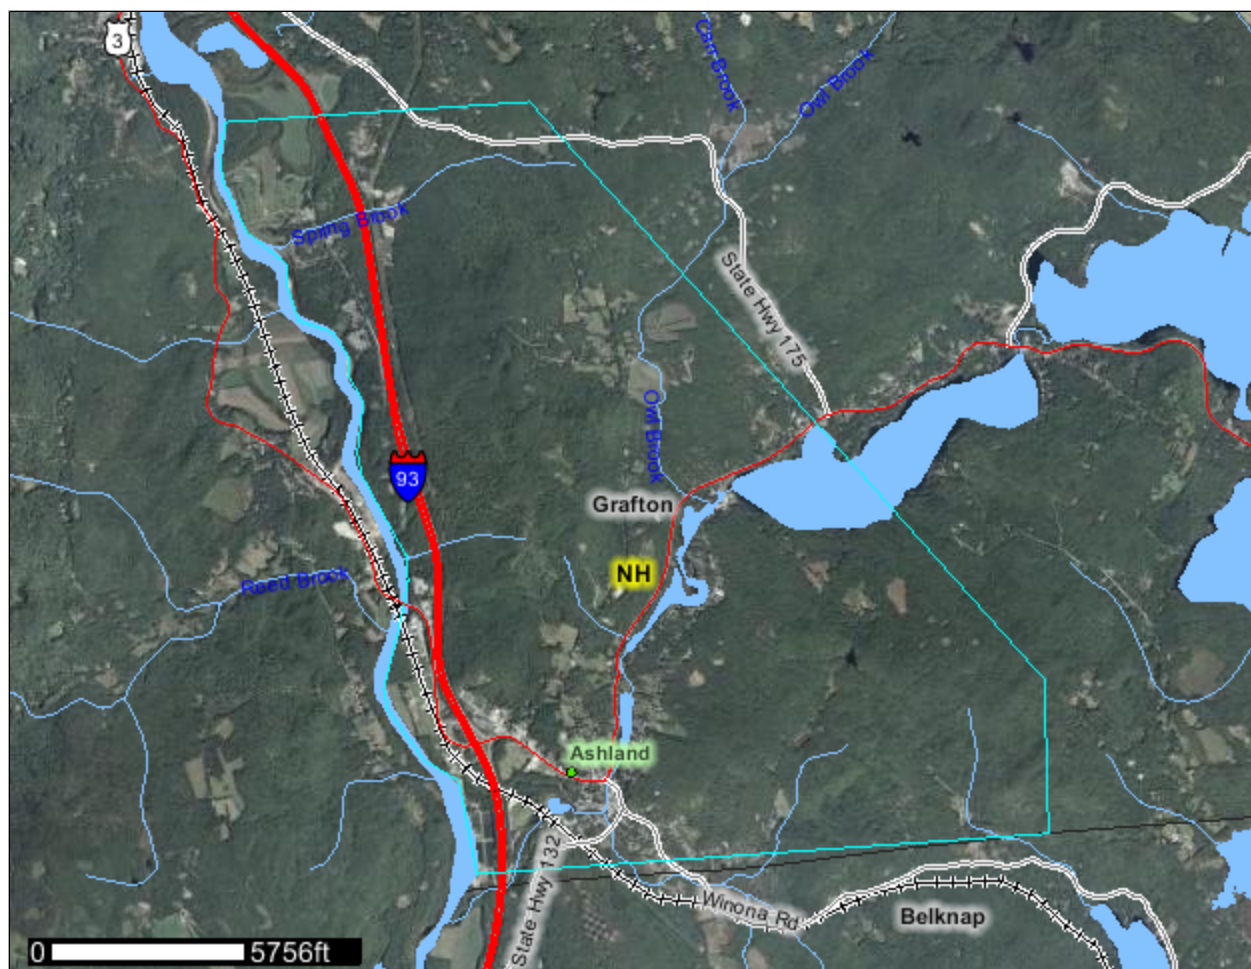 3
Corn Brook
Owl Brook
Spring Brook
State Hwy 175
Owl Brook
93
Grafton
NH
Reed Brook
Ashland
State Hwy 132
Winona Rd
Belknap
0 5756ft